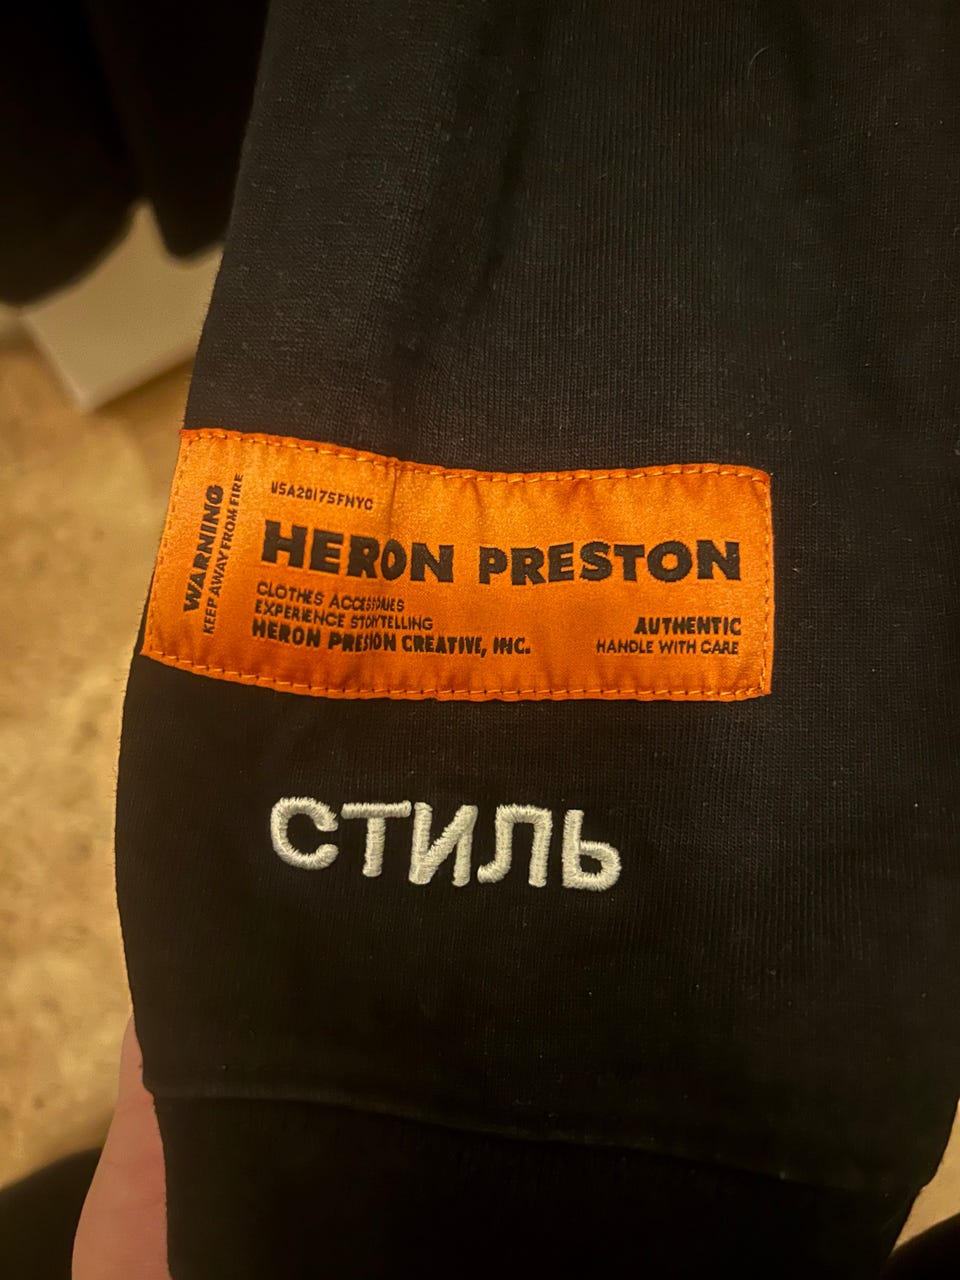 WARNING
KEEP AWAY FROM FIRE
USA2017SFNYC
HERON PRESTON
CLOTHES ACCESSORIES
EXPERIENCE STORYTELLING
HERON PRESTON CREATIVE, INC.
AUTHENTIC
HANDLE WITH CARE
СТИЛЬ